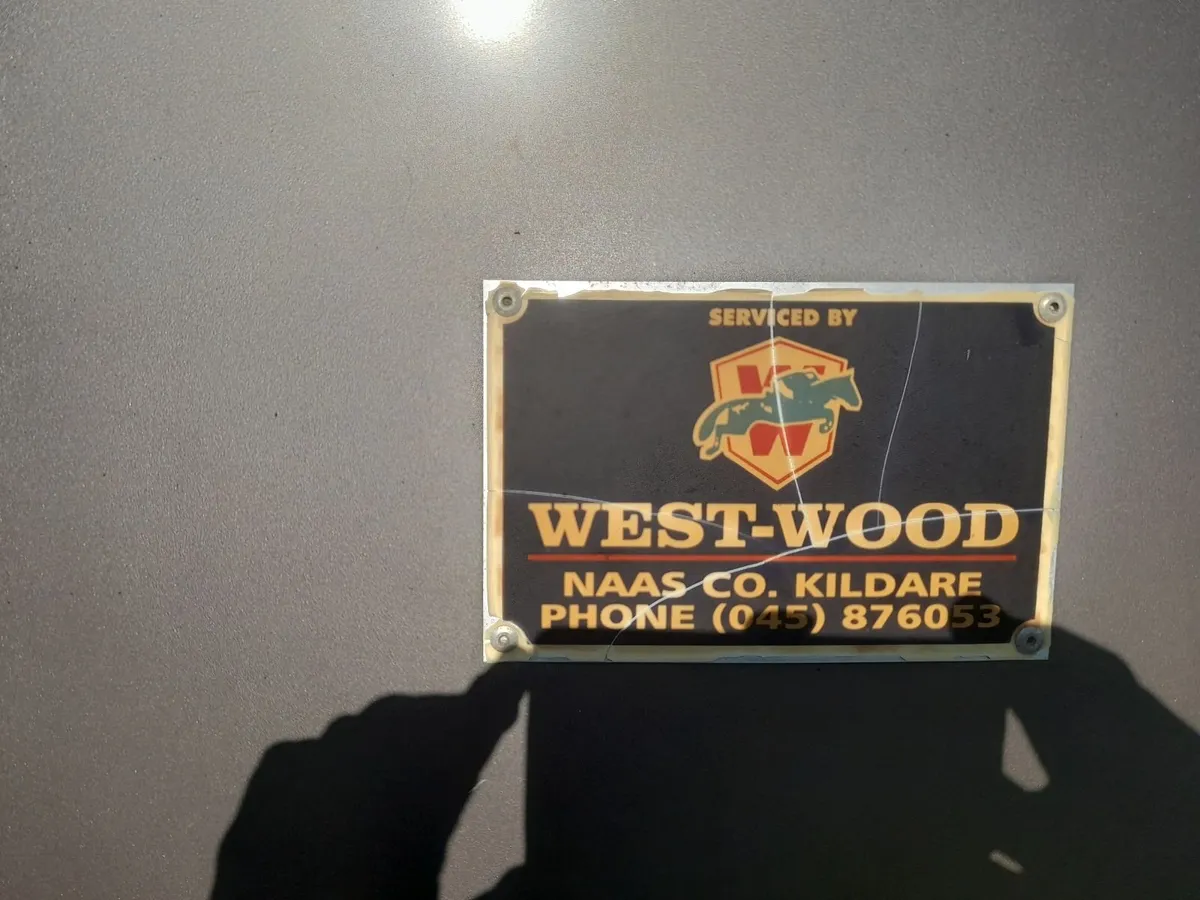 SERVICED BY
W
WEST-WOOD
NAAS CO. KILDARE
PHONE (045) 876053